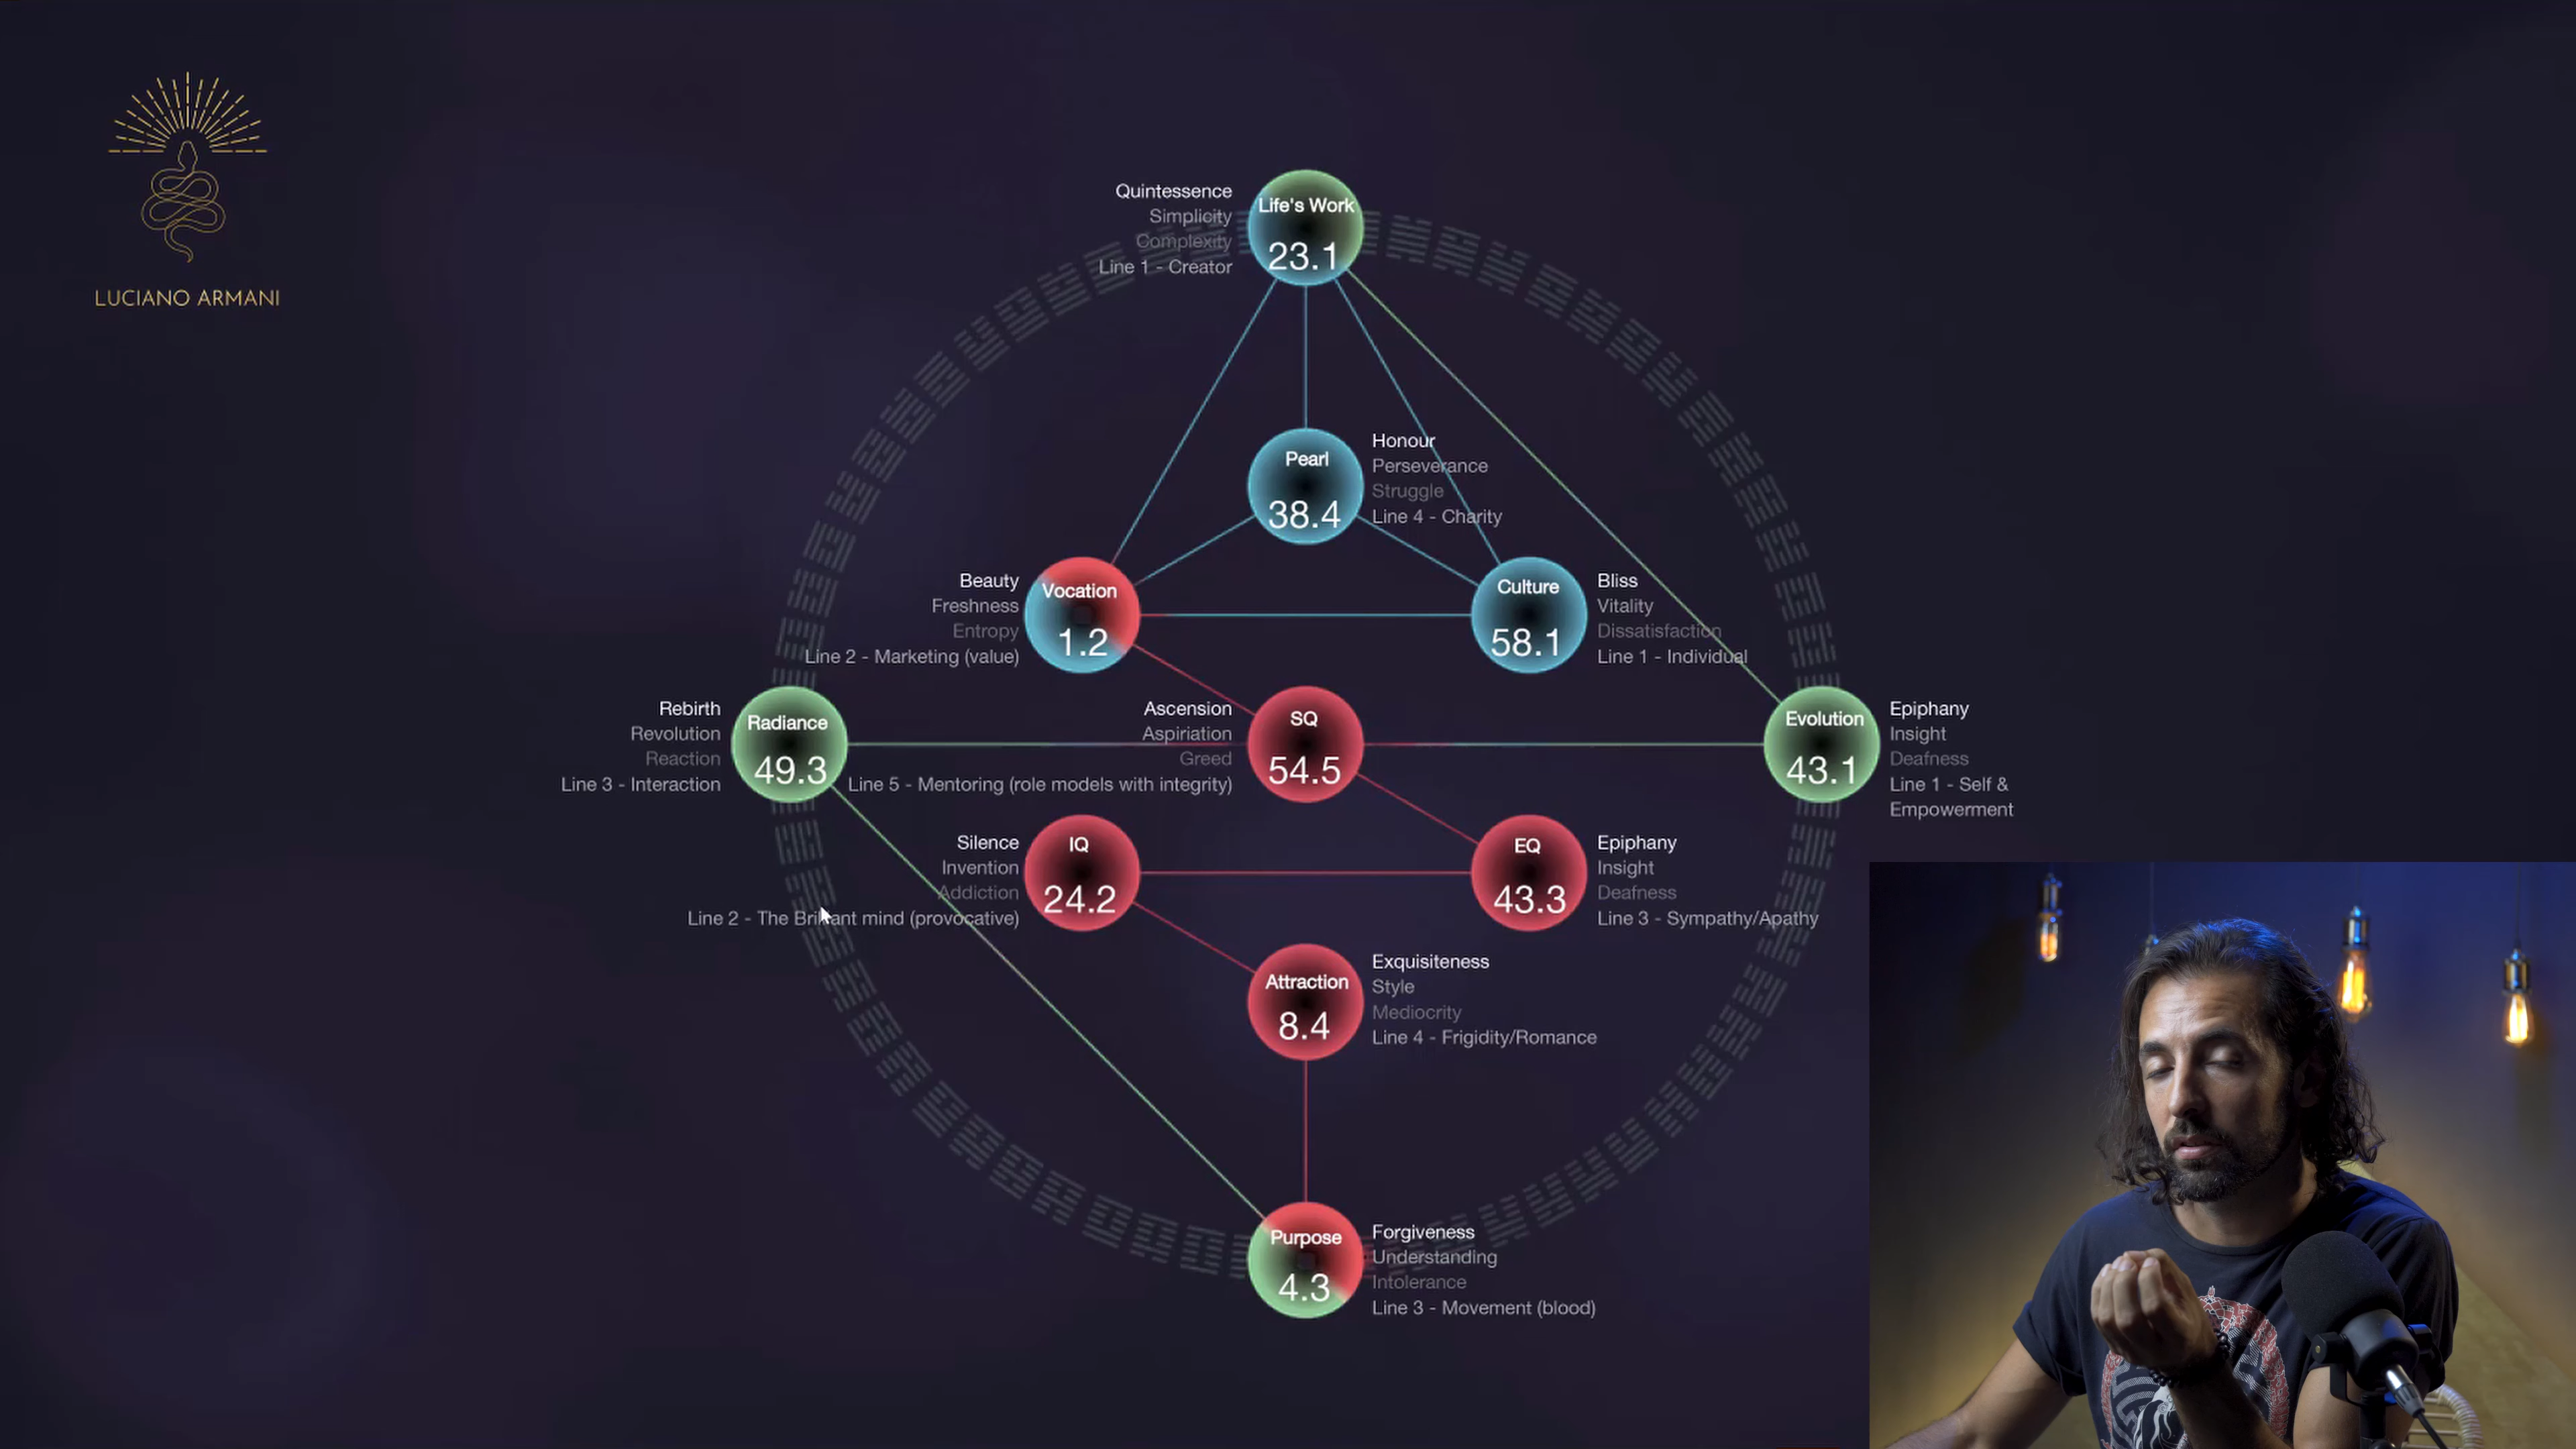 LUCIANO ARMANI
Quintessence
Simplicity
Complexity
Line 1 - Creator
Life's Work
23.1
Pearl
38.4
Honour
Perseverance
Struggle
Line 4 - Charity
Beauty
Freshness
Entropy
Line 2 - Marketing (value)
Vocation
1.2
Culture
58.1
Bliss
Vitality
Dissatisfaction
Line 1 - Individual
Rebirth
Revolution
Reaction
Line 3 - Interaction
Radiance
49.3
Ascension
Aspiriation
Greed
Line 5 - Mentoring (role models with integrity)
SQ
54.5
Evolution
43.1
Epiphany
Insight
Deafness
Line 1 - Self &
Empowerment
Silence
Invention
Addiction
Line 2 - The Brilliant mind (provocative)
IQ
24.2
EQ
43.3
Epiphany
Insight
Deafness
Line 3 - Sympathy/Apathy
Attraction
8.4
Exquisiteness
Style
Mediocrity
Line 4 - Frigidity/Romance
Purpose
4.3
Forgiveness
Understanding
Intolerance
Line 3 - Movement (blood)